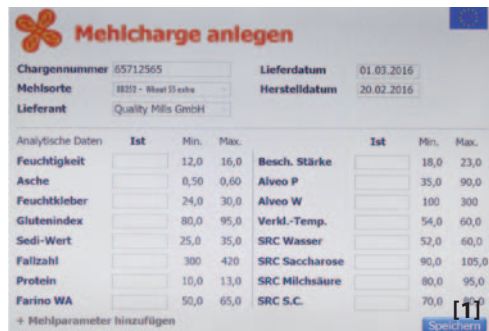 Mehlcharge anlegen
Chargennummer 65712565 Lieferdatum 01.03.2016
Mehlsorte Herstelldatum 20.02.2016
Lieferant Quality Mills GmbH
Analytische Daten Ist Min. Max. Ist Min. Max.
Feuchtigkeit 12,0 16,0 Besch. Stärke 18,0 23,0
Asche 0,50 0,60 Alveo P 35,0 90,0
Feuchtkleber 24,0 30,0 Alveo W 100 300
Glutenindex 80,0 95,0 Verkl.-Temp. 54,0 60,0
Sedi-Wert 25,0 35,0 SRC Wasser 52,0 60,0
Fallzahl 300 420 SRC Saccharose 90,0 105,0
Protein 10,0 13,0 SRC Milchsäure 80,0 95,0
Farino WA 50,0 65,0 SRC S.C. 70,0
+ Mehlparameter hinzufügen [1]
Speichern